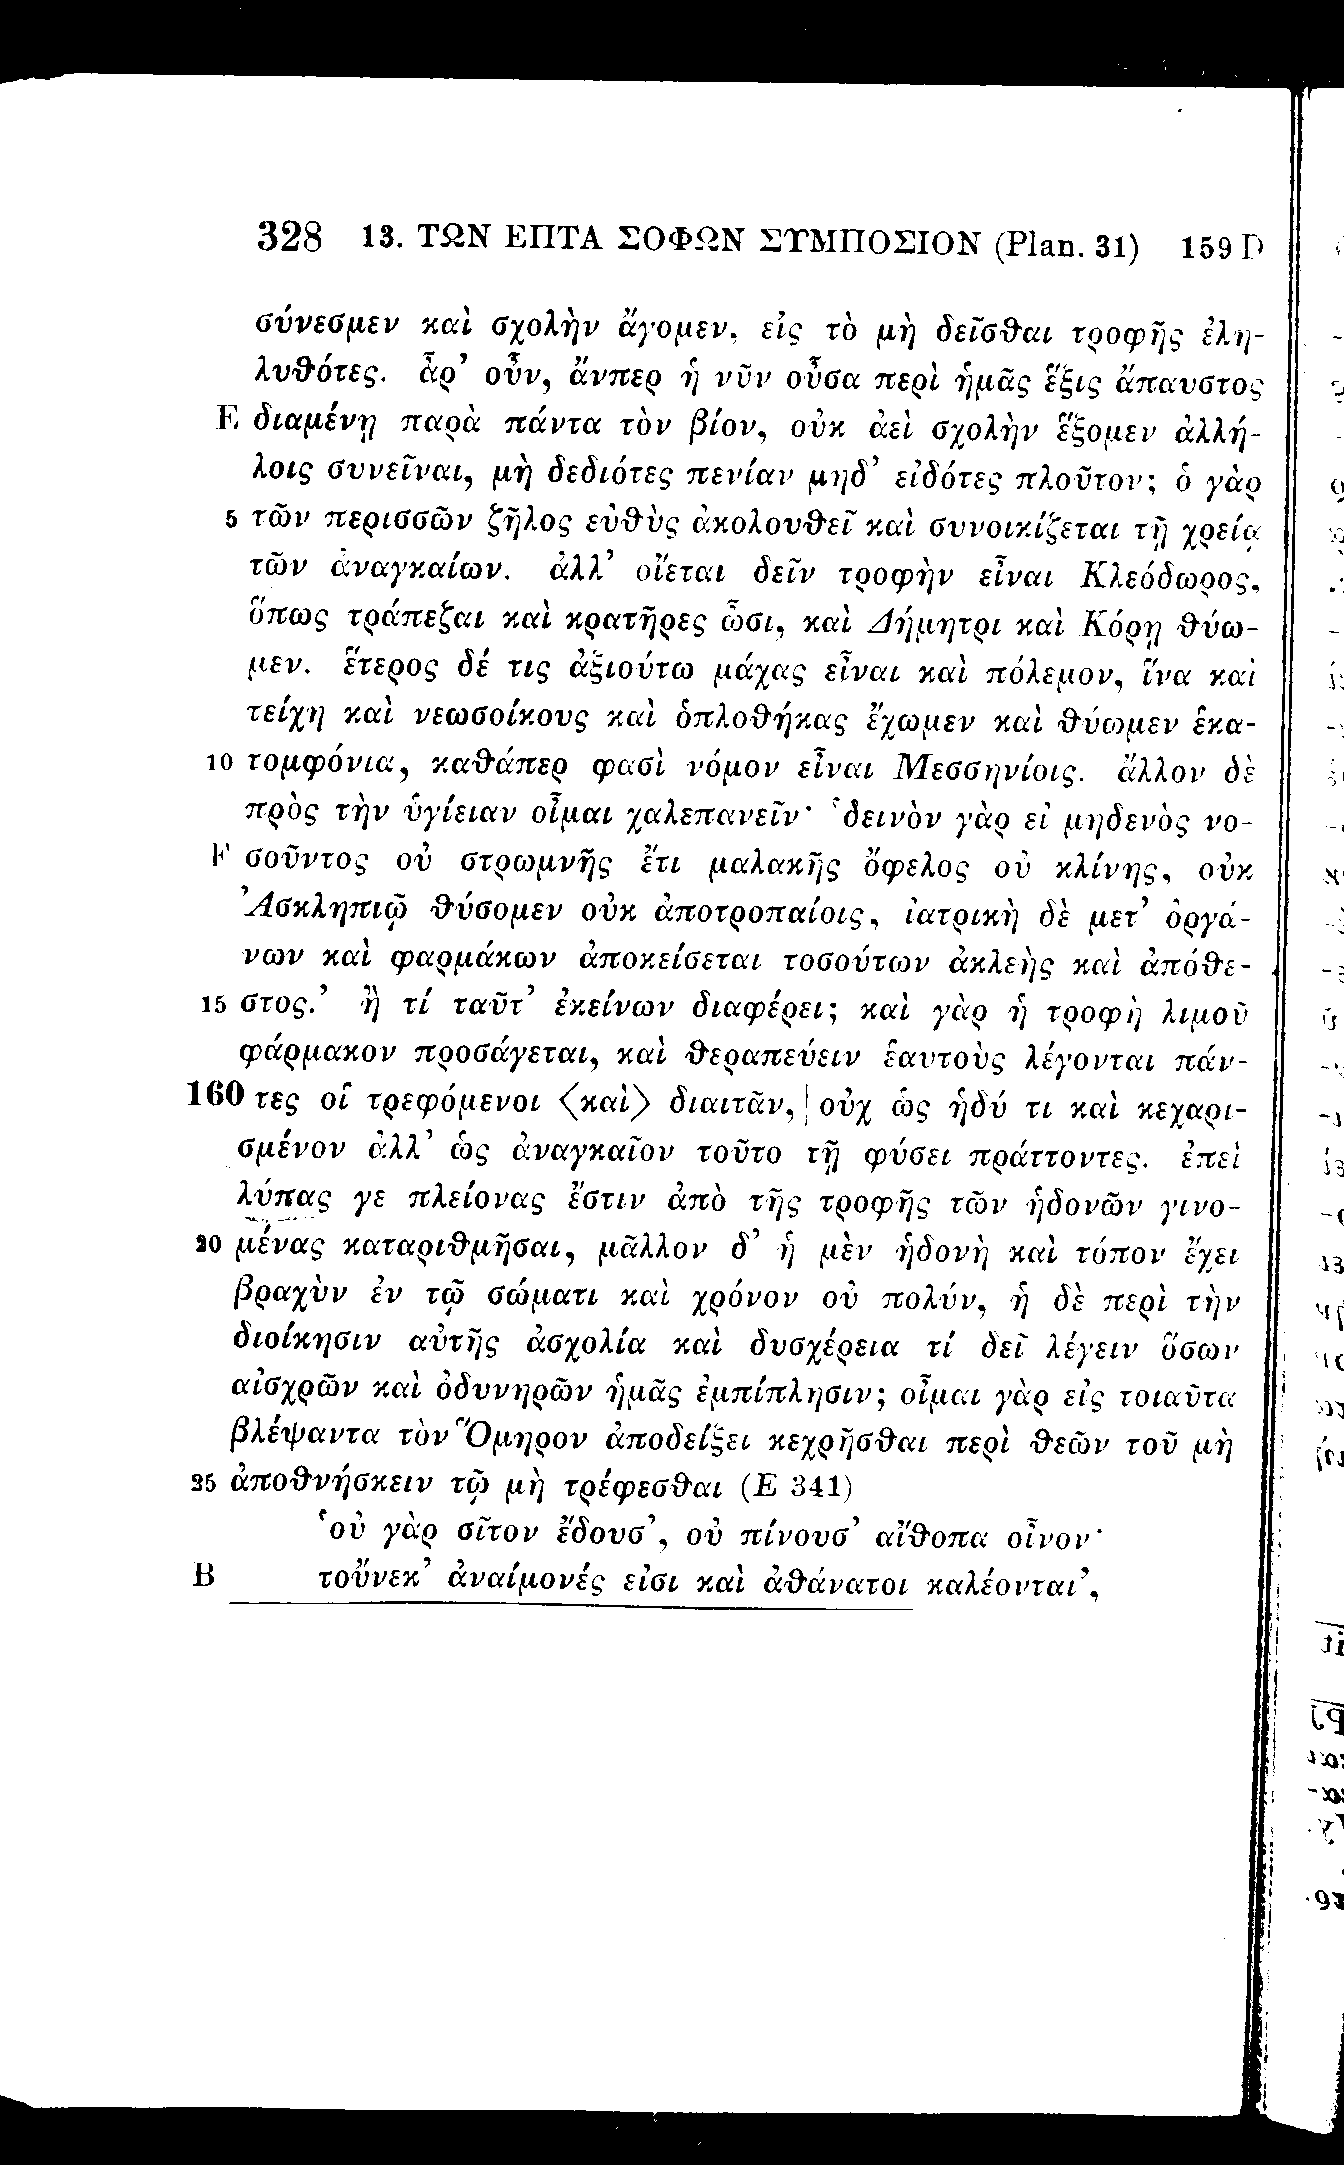 328 13. ΤΩΝ ΕΠΤΑ ΣΟΦΩΝ ΣΥΜΠΟΣΙΟΝ (Plan. 31) 159 D
σύνεσμεν καὶ σχολὴν ἄγομεν, εἰς τὸ μὴ δεῖσθαι τροφῆς ἐλη-
λυθότες. ἆρ’ οὖν, ἄνπερ ἡ νῦν οὖσα περὶ ἡμᾶς ἕξις ἄπαυστος
E διαμένῃ παρὰ πάντα τὸν βίον, οὐκ ἀεὶ σχολὴν ἕξομεν ἀλλή-
λοις συνεῖναι, μὴ δεδιότες πενίαν μηδ’ εἰδότες πλοῦτον; ὁ γὰρ
5 τῶν περισσῶν ζῆλος εὐθὺς ἀκολουθεῖ καὶ συνοικίζεται τῇ χρείᾳ
τῶν ἀναγκαίων. ἀλλ’ οἴεται δεῖν τροφὴν εἶναι Κλεόδωρος,
ὅπως τράπεζαι καὶ κρατῆρες ὦσι, καὶ Δήμητρι καὶ Κόρῃ θύω-
μεν. ἕτερος δέ τις ἀξιούτω μάχας εἶναι καὶ πόλεμον, ἵνα καὶ
τείχη καὶ νεωσοίκους καὶ ὁπλοθήκας ἔχωμεν καὶ θύωμεν ἑκα-
10 τομφόνια, καθάπερ φασὶ νόμον εἶναι Μεσσηνίοις. ἄλλον δὲ
πρὸς τὴν ὑγίειαν οἶμαι χαλεπανεῖν· ‘δεινὸν γὰρ εἰ μηδενὸς νο-
F σοῦντος οὐ στρωμνῆς ἔτι μαλακῆς ὄφελος οὐ κλίνης, οὐκ
Ἀσκληπιῷ θύσομεν οὐκ ἀποτροπαίοις, ἰατρικὴ δὲ μετ’ ὀργά-
νων καὶ φαρμάκων ἀποκείσεται τοσούτων ἀκλεὴς καὶ ἀπόθε-
15 στος.’ ἢ τί ταῦτ’ ἐκείνων διαφέρει; καὶ γὰρ ἡ τροφὴ λιμοῦ
φάρμακον προσάγεται, καὶ θεραπεύειν ἑαυτοὺς λέγονται πάν-
160 τες οἱ τρεφόμενοι 〈καὶ〉 διαιτᾶν,| οὐχ ὡς ἡδύ τι καὶ κεχαρι-
σμένον ἀλλ’ ὡς ἀναγκαῖον τοῦτο τῇ φύσει πράττοντες. ἐπεὶ
λύπας γε πλείονας ἔστιν ἀπὸ τῆς τροφῆς τῶν ἡδονῶν γινο-
20 μένας καταριθμῆσαι, μᾶλλον δ’ ἡ μὲν ἡδονὴ καὶ τόπον ἔχει
βραχὺν ἐν τῷ σώματι καὶ χρόνον οὐ πολύν, ἡ δὲ περὶ τὴν
διοίκησιν αὐτῆς ἀσχολία καὶ δυσχέρεια τί δεῖ λέγειν ὅσων
αἰσχρῶν καὶ ὀδυνηρῶν ἡμᾶς ἐμπίπλησιν; οἶμαι γὰρ εἰς τοιαῦτα
βλέψαντα τὸν Ὅμηρον ἀποδείξει κεχρῆσθαι περὶ θεῶν τοῦ μὴ
25 ἀποθνήσκειν τῷ μὴ τρέφεσθαι (E 341)
‘οὐ γὰρ σῖτον ἔδουσ’, οὐ πίνουσ’ αἴθοπα οἶνον·
B τοὔνεκ’ ἀναίμονές εἰσι καὶ ἀθάνατοι καλέονται’,